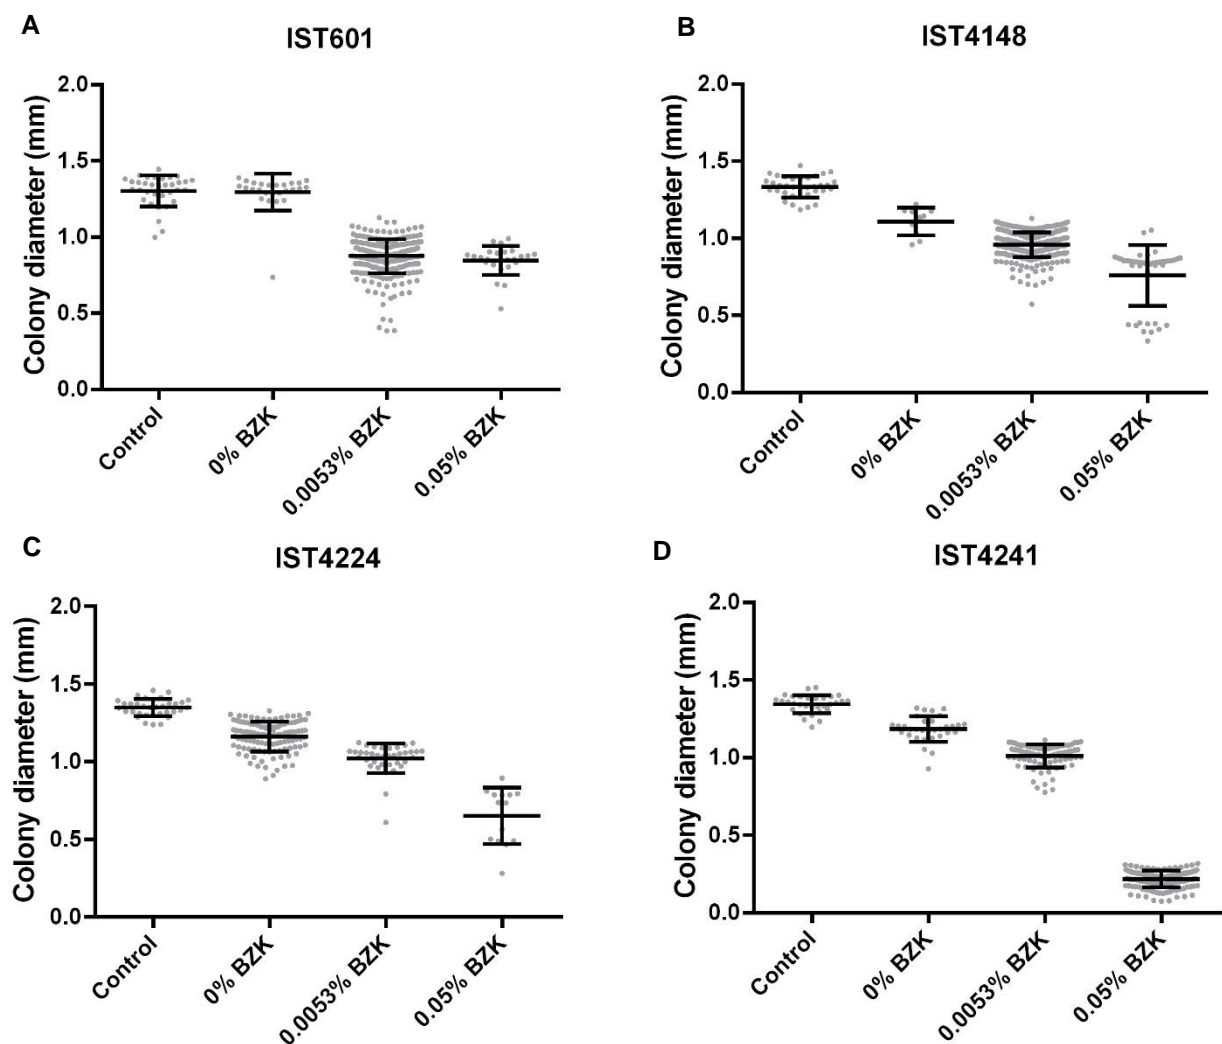 A
IST601
Colony diameter (mm)
2.0
1.5
1.0
0.5
0.0
Control
0% BZK
0.0053% BZK
0.05% BZK
B
IST4148
Colony diameter (mm)
2.0
1.5
1.0
0.5
0.0
Control
0% BZK
0.0053% BZK
0.05% BZK
C
IST4224
Colony diameter (mm)
2.0
1.5
1.0
0.5
0.0
Control
0% BZK
0.0053% BZK
0.05% BZK
D
IST4241
Colony diameter (mm)
2.0
1.5
1.0
0.5
0.0
Control
0% BZK
0.0053% BZK
0.05% BZK